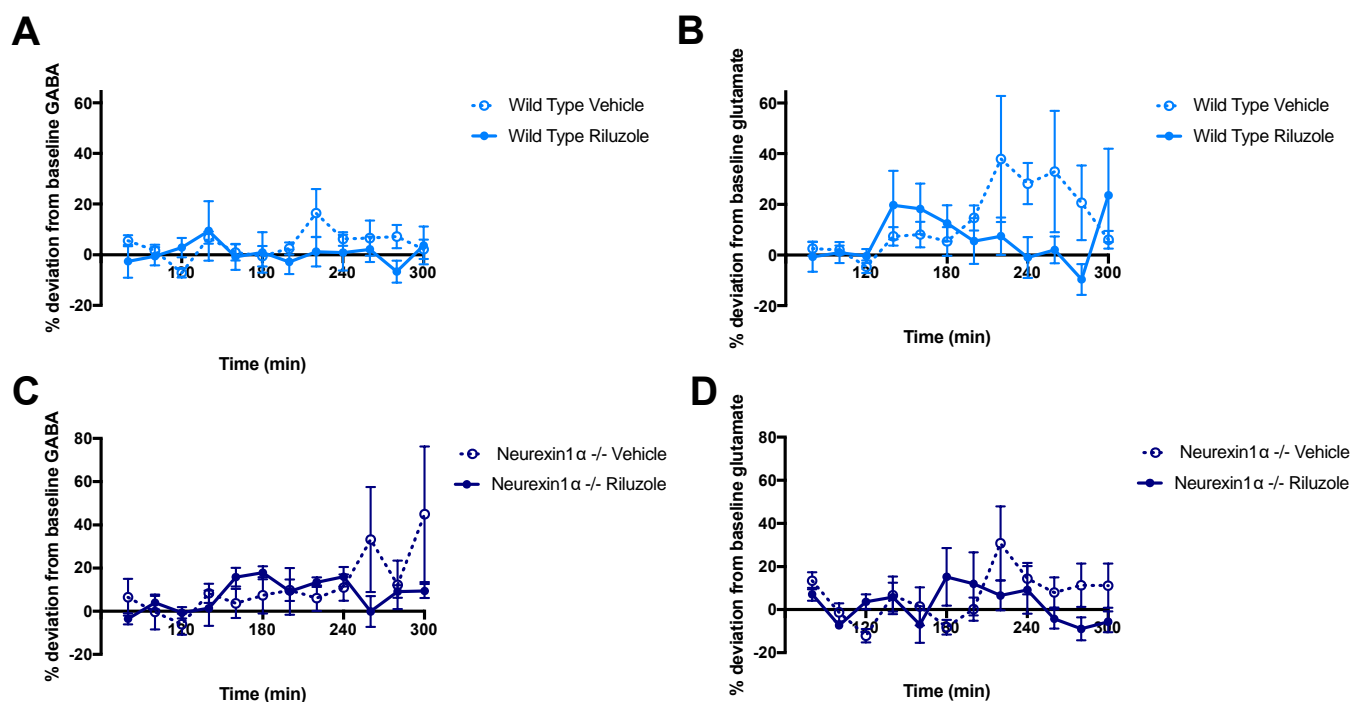 A
% deviation from baseline GABA
60
40
20
0
-20
120
180
240
300
Time (min)
Wild Type Vehicle
Wild Type Riluzole
B
% deviation from baseline glutamate
60
40
20
0
-20
120
180
240
300
Time (min)
Wild Type Vehicle
Wild Type Riluzole
C
% deviation from baseline GABA
80
60
40
20
0
-20
120
180
240
300
Time (min)
Neurexin1α -/- Vehicle
Neurexin1α -/- Riluzole
D
% deviation from baseline glutamate
80
60
40
20
0
-20
120
180
240
300
Time (min)
Neurexin1α -/- Vehicle
Neurexin1α -/- Riluzole